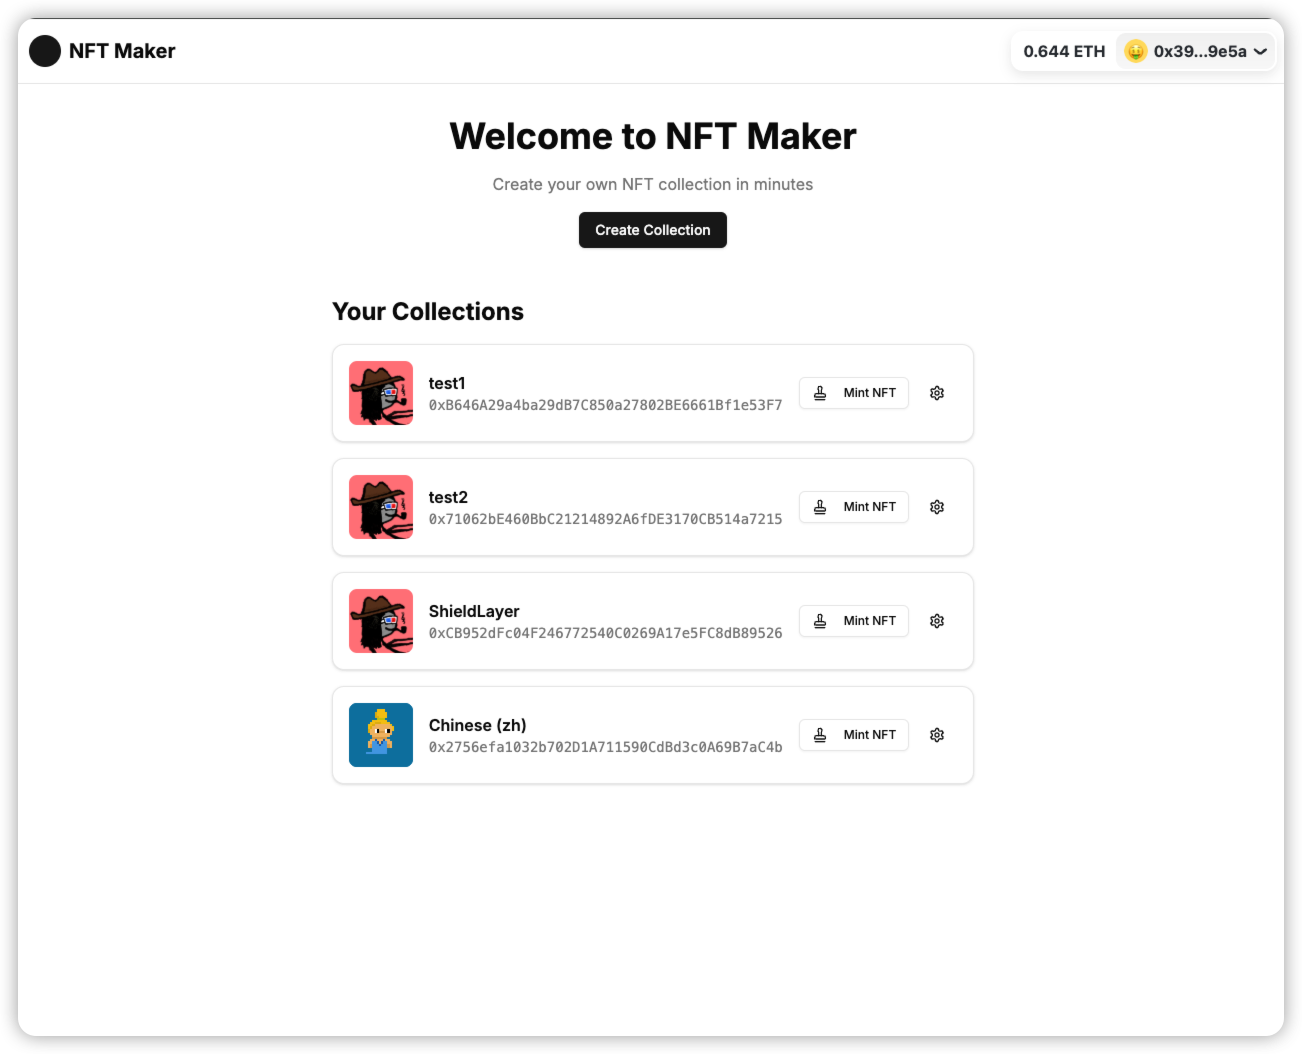 NFT Maker
0.644 ETH
0x39...9e5a
Welcome to NFT Maker
Create your own NFT collection in minutes
Create Collection
Your Collections
test1
0xB646A29a4ba29dB7C850a27802BE6661Bf1e53F7
Mint NFT
test2
0x71062bE460BbC21214892A6fDE3170CB514a7215
Mint NFT
ShieldLayer
0xCB952dFc04F246772540C0269A17e5FC8dB89526
Mint NFT
Chinese (zh)
0x2756efa1032b702D1A711590CdBd3c0A69B7aC4b
Mint NFT